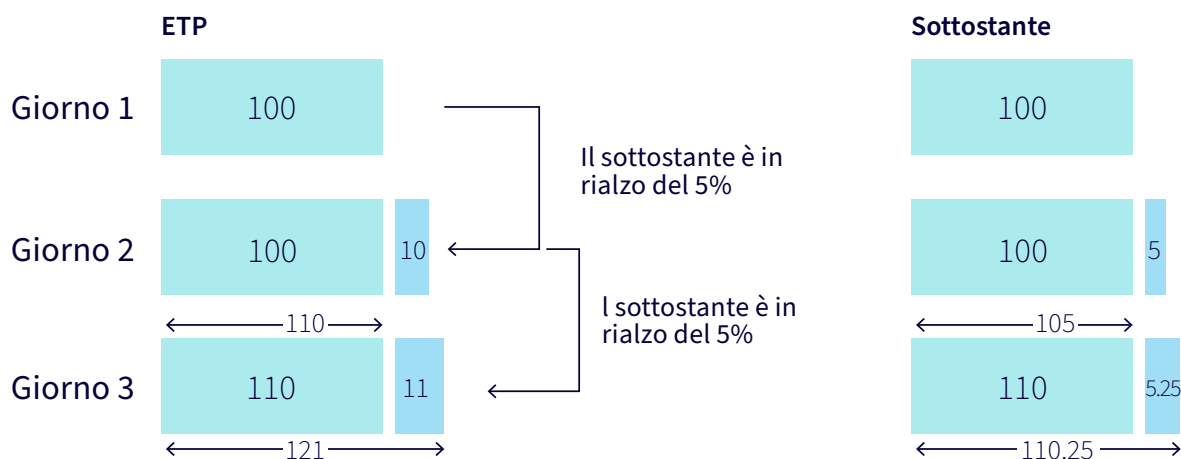 ETP
Sottostante
Giorno 1
100
100
Il sottostante è in
rialzo del 5%
Giorno 2
100
10
100
5
110
105
l sottostante è in
rialzo del 5%
Giorno 3
110
11
110
5.25
121
110,25